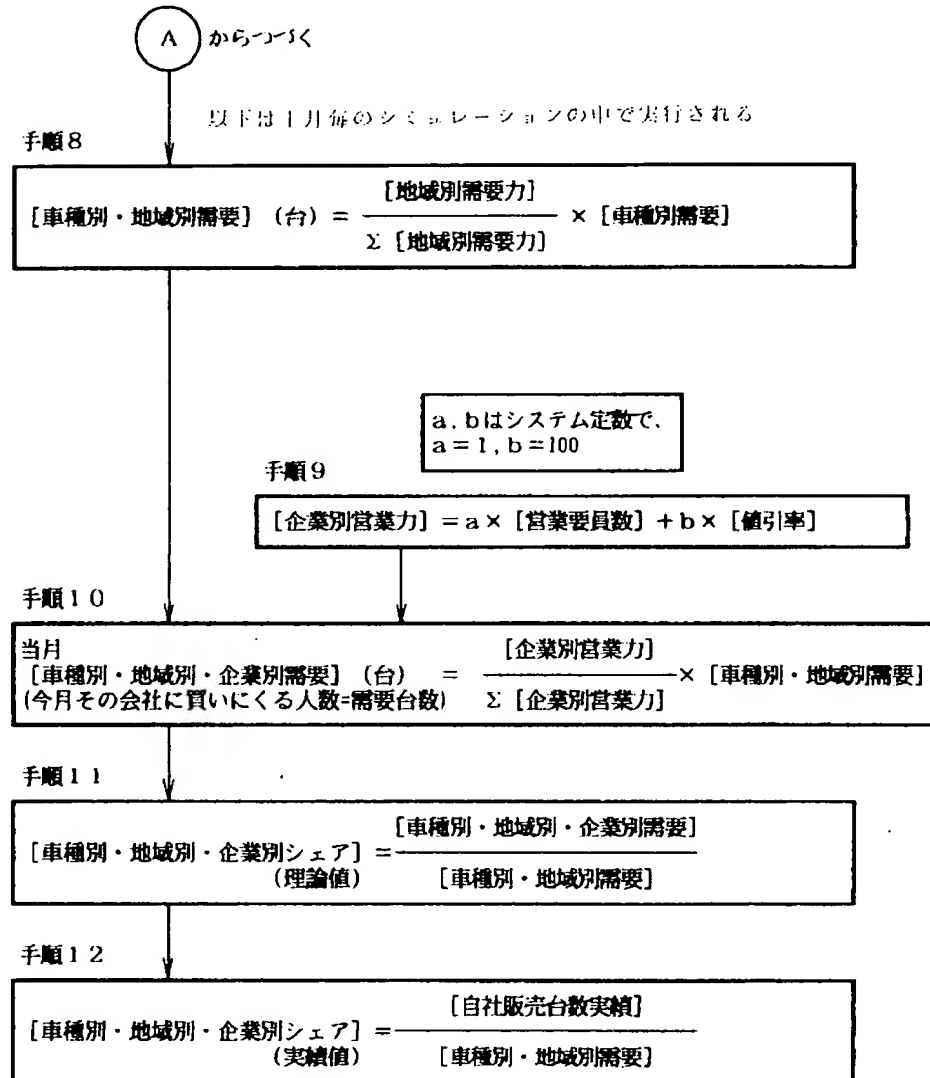 A からつづく
以下は1月毎のシミュレーションの中で実行される
手順8
[車種別・地域別需要] (台) = [地域別需要力] / Σ [地域別需要力] × [車種別需要]
a.bはシステム定数で、
a=1,b=100
手順9
[企業別営業力] =a× [営業要員数] +b× [値引率]
手順10
当月
[車種別・地域別・企業別需要] (台) = [企業別営業力] / Σ [企業別営業力] × [車種別・地域別需要]
(今月その会社に買いにくる人数=需要台数)
手順11
[車種別・地域別・企業別シェア] = [車種別・地域別・企業別需要] / [車種別・地域別需要]
(理論値)
手順12
[車種別・地域別・企業別シェア] = [自社販売台数実績] / [車種別・地域別需要]
(実績値)